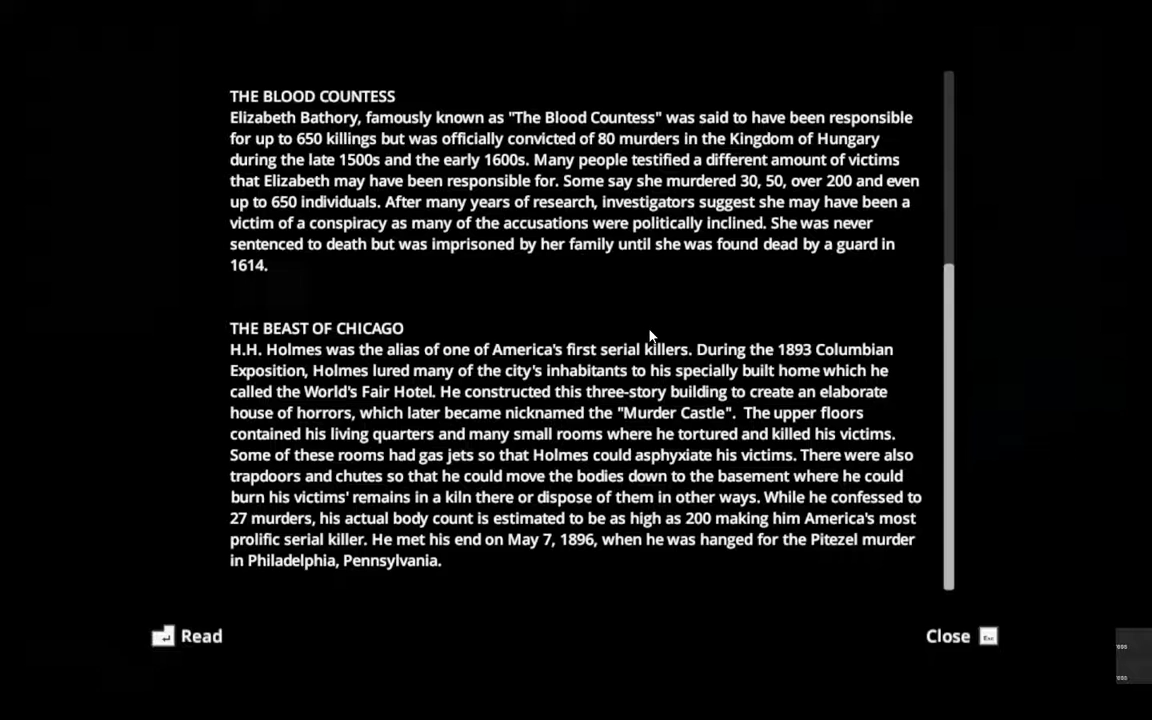 THE BLOOD COUNTESS
Elizabeth Bathory, famously known as "The Blood Countess" was said to have been responsible
for up to 650 killings but was officially convicted of 80 murders in the Kingdom of Hungary
during the late 1500s and the early 1600s. Many people testified a different amount of victims
that Elizabeth may have been responsible for. Some say she murdered 30, 50, over 200 and even
up to 650 individuals. After many years of research, investigators suggest she may have been a
victim of a conspiracy as many of the accusations were politically inclined. She was never
sentenced to death but was imprisoned by her family until she was found dead by a guard in
1614.
THE BEAST OF CHICAGO
H.H. Holmes was the alias of one of America's first serial killers. During the 1893 Columbian
Exposition, Holmes lured many of the city's inhabitants to his specially built home which he
called the World's Fair Hotel. He constructed this three-story building to create an elaborate
house of horrors, which later became nicknamed the "Murder Castle". The upper floors
contained his living quarters and many small rooms where he tortured and killed his victims.
Some of these rooms had gas jets so that Holmes could asphyxiate his victims. There were also
trapdoors and chutes so that he could move the bodies down to the basement where he could
burn his victims' remains in a kiln there or dispose of them in other ways. While he confessed to
27 murders, his actual body count is estimated to be as high as 200 making him America's most
prolific serial killer. He met his end on May 7, 1896, when he was hanged for the Pitezel murder
in Philadelphia, Pennsylvania.
Read
Close Esc